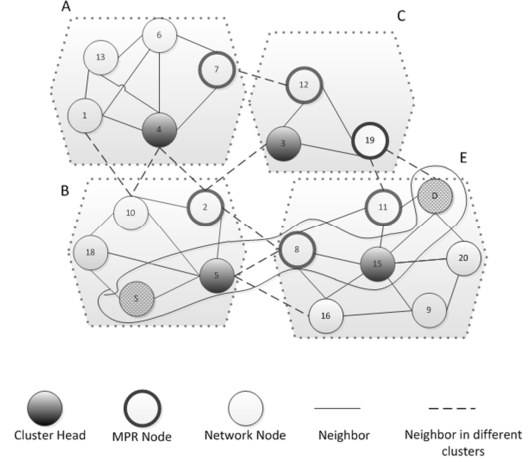 A
C
6
13
7
12
1
4
19
3
B
E
D
2
11
10
8
18
15
20
5
S
9
16
Cluster Head
MPR Node
Network Node
Neighbor
Neighbor in different
clusters